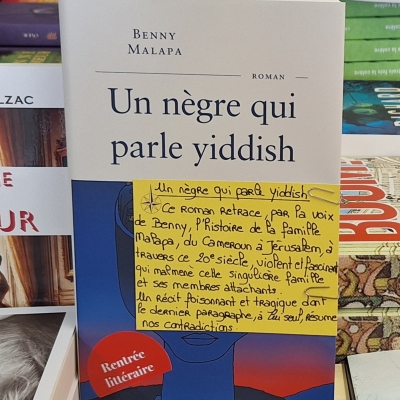 BENNY
MALAPA
ROMAN
Un nègre qui
parle yiddish
Un nègre qui parle yiddish
Ce roman retrace, par la voix
de Benny, l'histoire de la famille
Malapa, du Cameroun à Jérusalem, à
travers ce 20e siècle, violent et fascinant
qui malmène cette singulière famille
et ses membres attachants.
Un récit foisonnant et tragique dont
le dernier paragraphe, à lui seul, résume
nos contradictions
Rentrée
littéraire
LZAC
E
UR